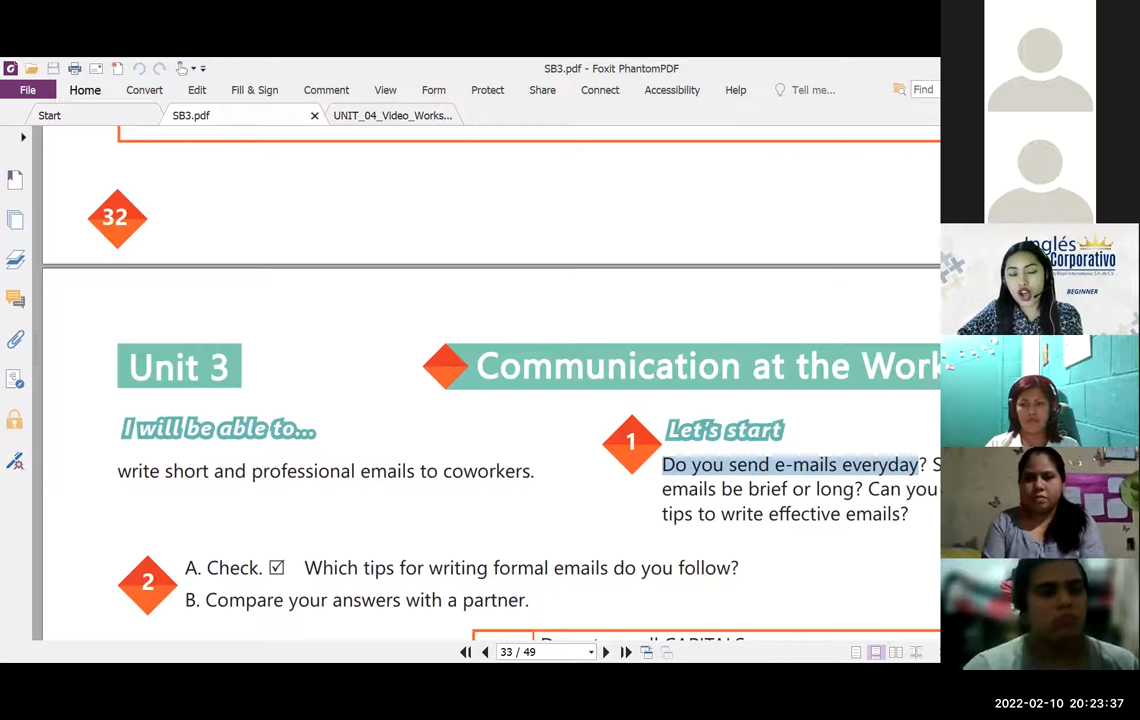 SB3.pdf - Foxit PhantomPDF
File Home Convert Edit Fill & Sign Comment View Form Protect Share Connect Accessibility Help Tell me... Find
Start SB3.pdf UNIT_04_Video_Works...
32
Unit 3
Communication at the Work
I will be able to...
write short and professional emails to coworkers.
1
Let's start
Do you send e-mails everyday? S
emails be brief or long? Can you
tips to write effective emails?
2
A. Check. Which tips for writing formal emails do you follow?
B. Compare your answers with a partner.
33 / 49
Inglés
Corporativo
BEGINNER
2022-02-10 20:23:37